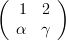 ( 1 2 )
( α γ )